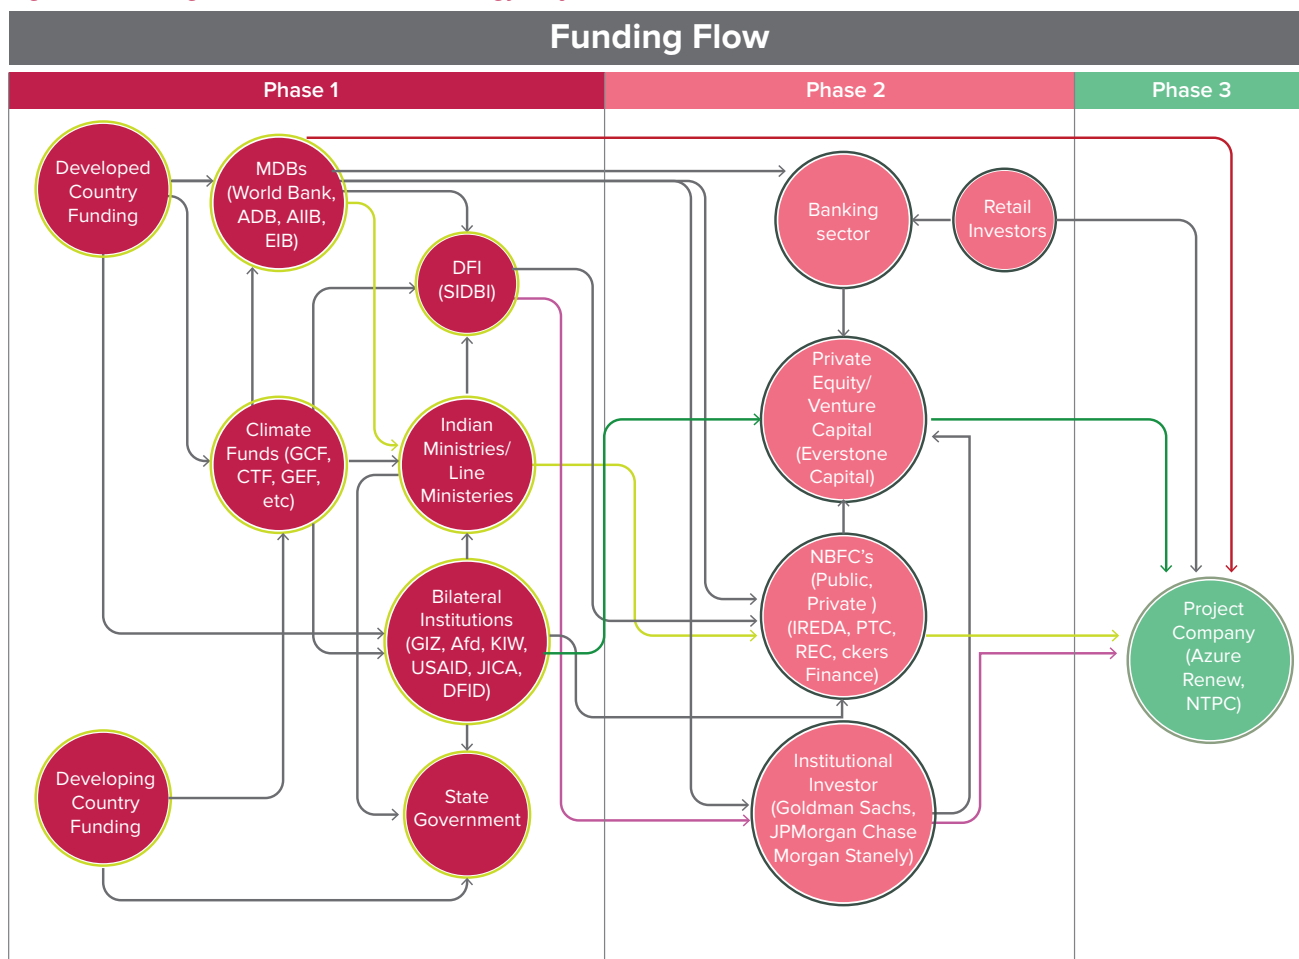 Funding Flow
Phase 1
Phase 2
Phase 3
Developed
Country
Funding
MDBs
(World Bank,
ADB, AIIB,
EIB)
DFI
(SIDBI)
Climate
Funds (GCF,
CTF, GEF,
etc)
Indian
Ministries/
Line
Ministeries
Bilateral
Institutions
(GIZ, Afd, KIW,
USAID, JICA,
DFID)
Developing
Country
Funding
State
Government
Banking
sector
Retail
Investors
Private
Equity/
Venture
Capital
(Everstone
Capital)
NBFC's
(Public,
Private )
(IREDA, PTC,
REC, ckers
Finance)
Institutional
Investor
(Goldman Sachs,
JPMorgan Chase
Morgan Stanely)
Project
Company
(Azure
Renew,
NTPC)